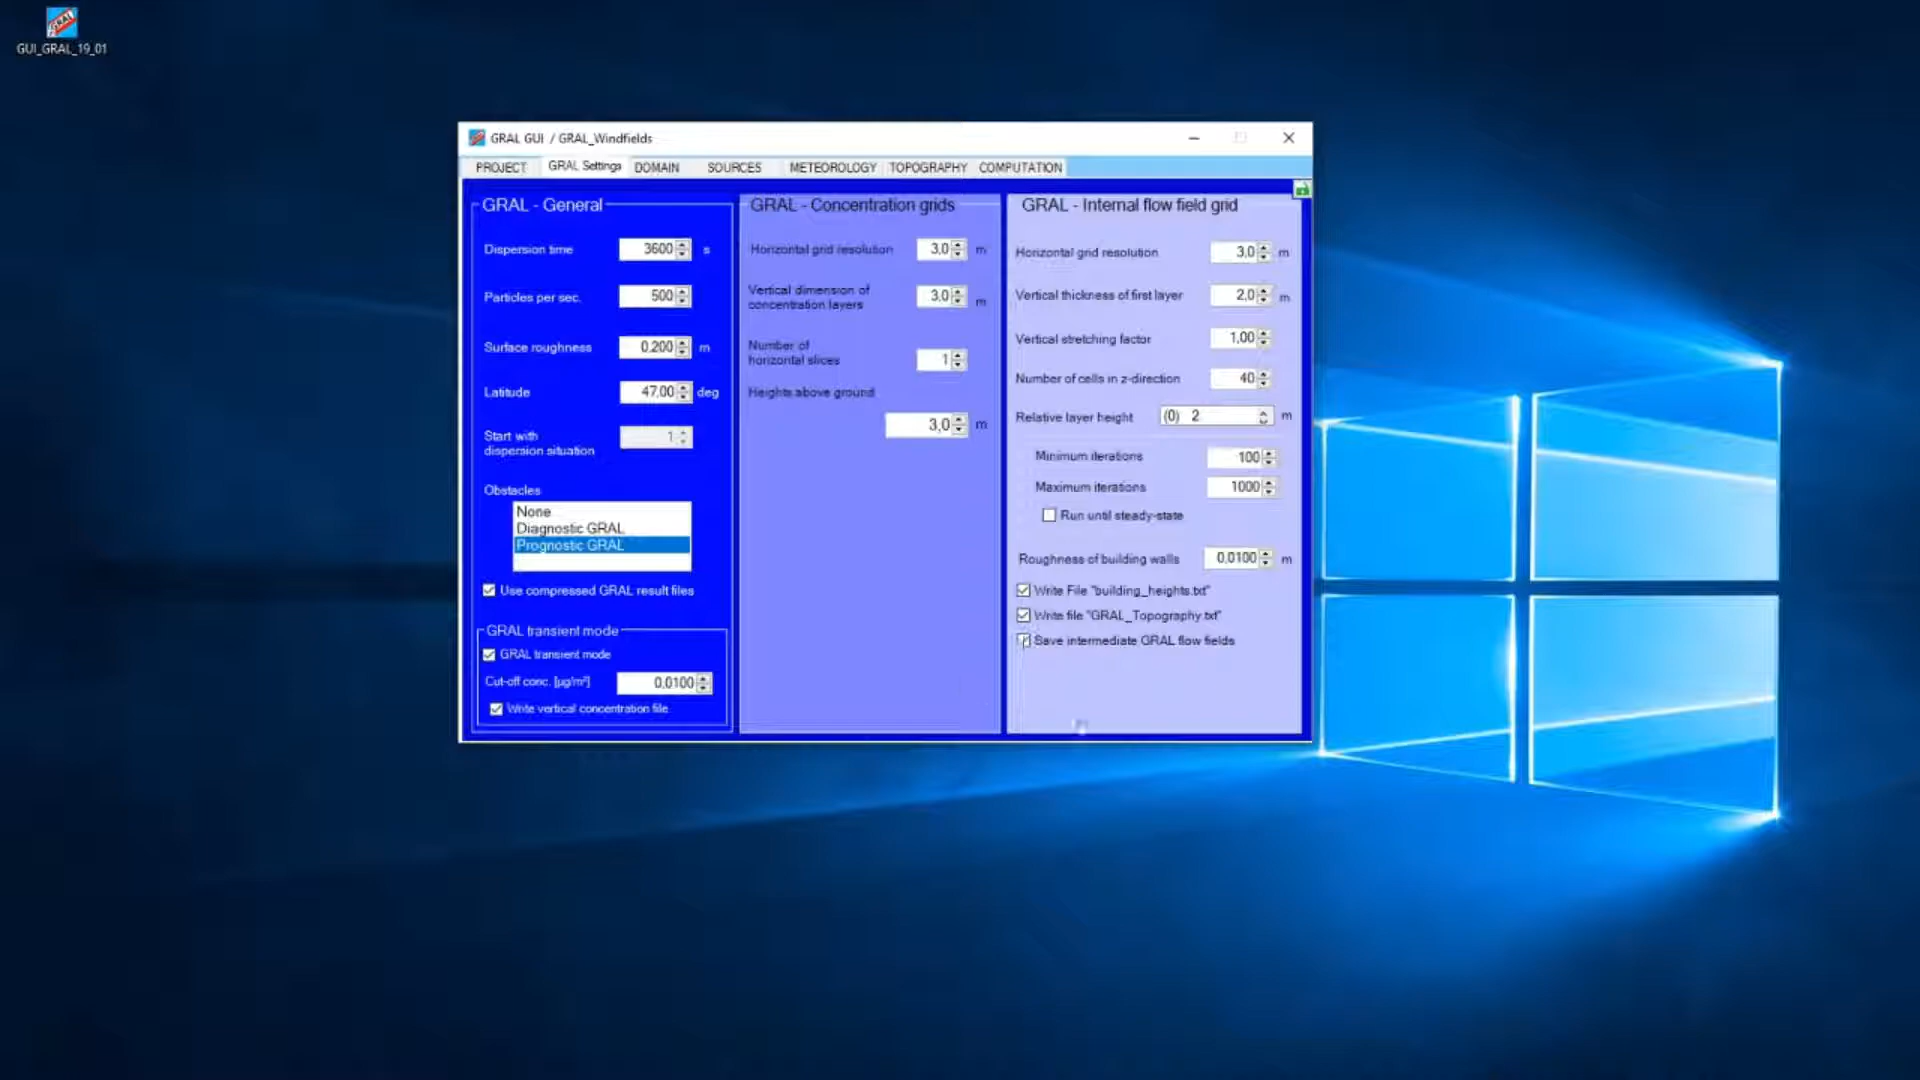 GRAL
GUI_GRAL_19_01
GRAL GUI / GRAL_Windfields
PROJECT GRAL Settings DOMAIN SOURCES METEOROLOGY TOPOGRAPHY COMPUTATION
GRAL - General
Dispersion time 3600 s
Particles per sec. 500
Surface roughness 0.200 m
Latitude 47,00 deg
Start with
dispersion situation 1
Obstacles
None
Diagnostic GRAL
Prognostic GRAL
Use compressed GRAL result files
GRAL transient mode
GRAL transient mode
Cut-off conc. [µg/m³] 0,0100
Write vertical concentration file
GRAL - Concentration grids
Horizontal grid resolution 3,0 m
Vertical dimension of
concentration layers 3,0 m
Number of
horizontal slices 1
Heights above ground
3,0 m
GRAL - Internal flow field grid
Horizontal grid resolution 3,0 m
Vertical thickness of first layer 2,0 m
Vertical stretching factor 1,00
Number of cells in z-direction 40
Relative layer height (0) 2 m
Minimum iterations 100
Maximum iterations 1000
Run until steady-state
Roughness of building walls 0,0100 m
Write File "building_heights.txt"
Write file "GRAL_Topography.txt"
Save intermediate GRAL flow fields